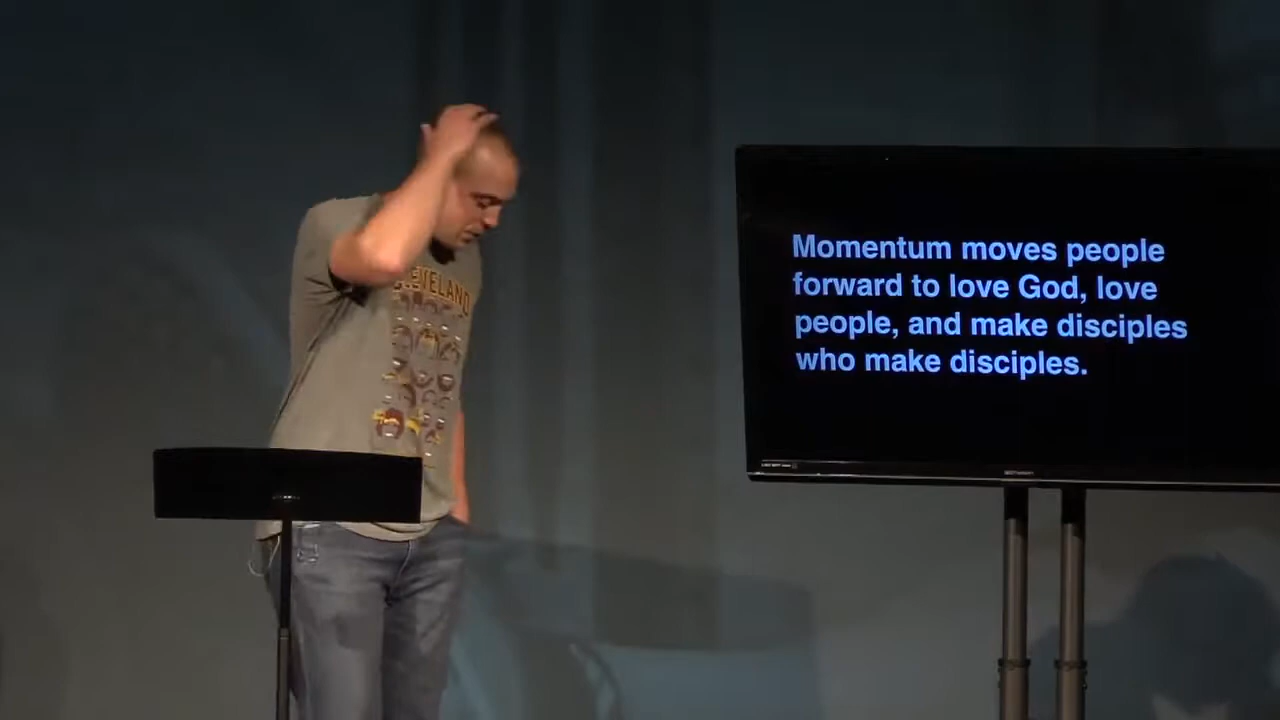 CLEVELAND
Momentum moves people
forward to love God, love
people, and make disciples
who make disciples.